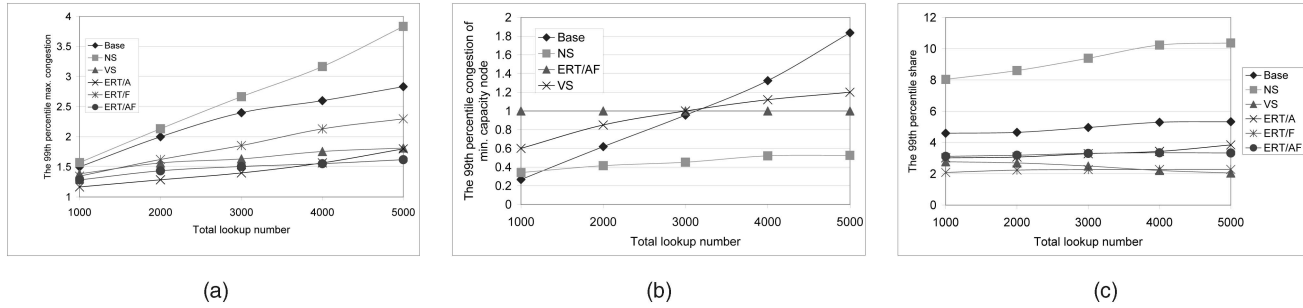 The 99th percentile max. congestion
4
3.5
3
2.5
2
1.5
1
Base
NS
VS
ERT/A
ERT/F
ERT/AF
1000 2000 3000 4000 5000
Total lookup number
(a)
The 99th percentile congestion of
min. capacity node
2
1.8
1.6
1.4
1.2
1
0.8
0.6
0.4
0.2
0
Base
NS
ERT/AF
VS
1000 2000 3000 4000 5000
Total lookup number
(b)
The 99th percentile share
12
10
8
6
4
2
0
1000 2000 3000 4000 5000
Total lookup number
Base
NS
VS
ERT/A
ERT/F
ERT/AF
(c)